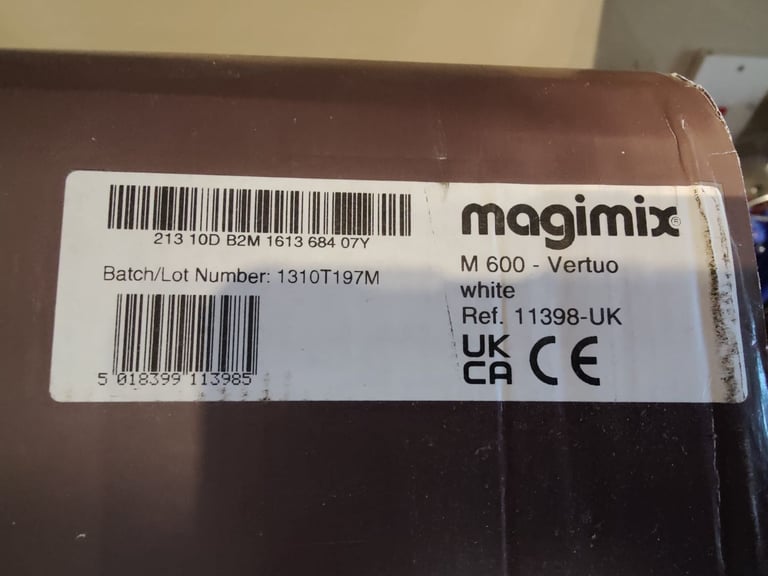 213 10D B2M 1613 684 07Y
Batch/Lot Number: 1310T197M
5 018399 113985
magimix®
M 600 - Vertuo
white
Ref. 11398-UK
UK
CA CE